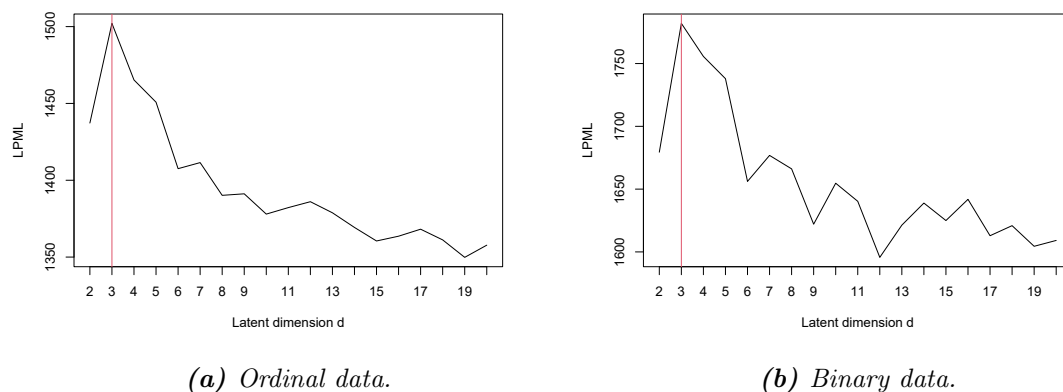 1350 1400 1450 1500
LPML
2 3 4 5 6 7 8 9 11 13 15 17 19
Latent dimension d
(a) Ordinal data.
1600 1650 1700 1750
LPML
2 3 4 5 6 7 8 9 11 13 15 17 19
Latent dimension d
(b) Binary data.